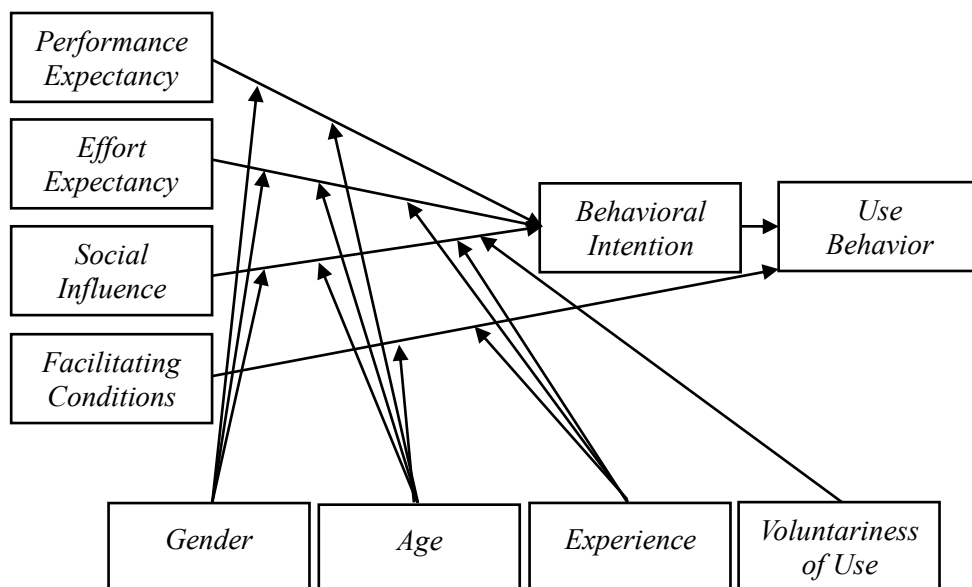 Performance
Expectancy
Effort
Expectancy
Social
Influence
Facilitating
Conditions
Behavioral
Intention
Use
Behavior
Gender
Age
Experience
Voluntariness
of Use